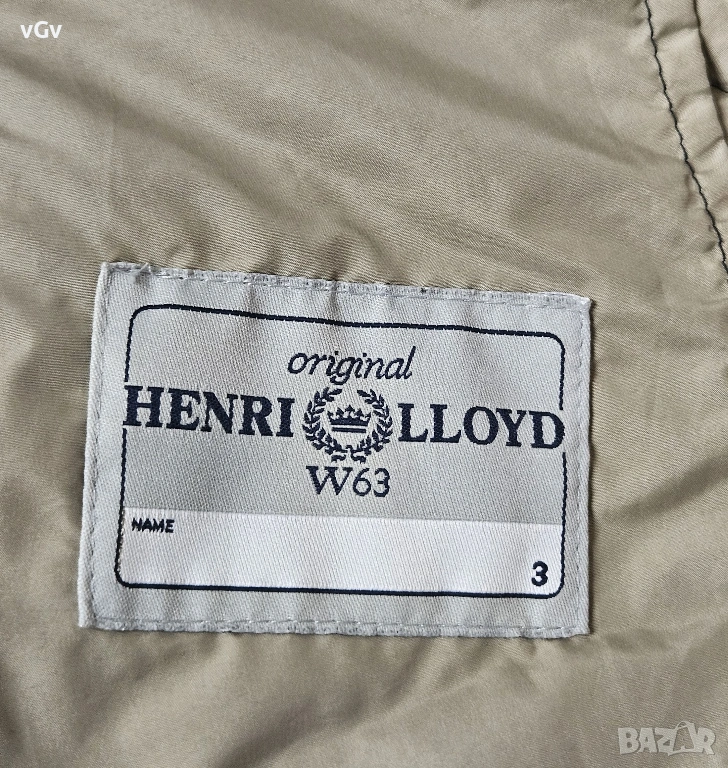 vGv
original
HENRI LLOYD
W63
NAME
3
BAZAR